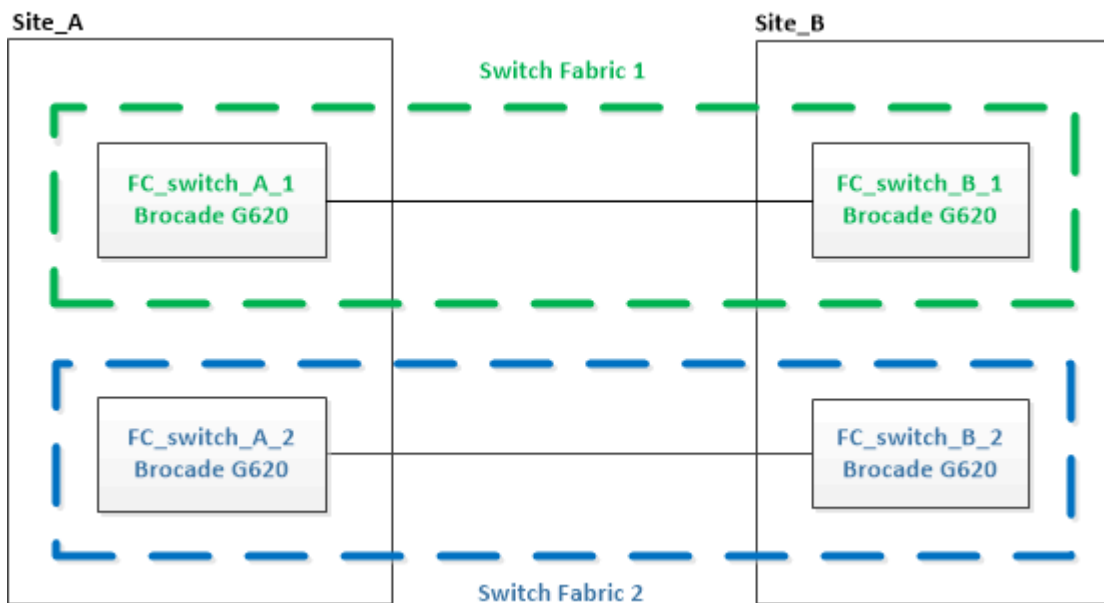 Site_A
Site_B
Switch Fabric 1
FC_switch_A_1
Brocade G620
FC_switch_B_1
Brocade G620
FC_switch_A_2
Brocade G620
FC_switch_B_2
Brocade G620
Switch Fabric 2